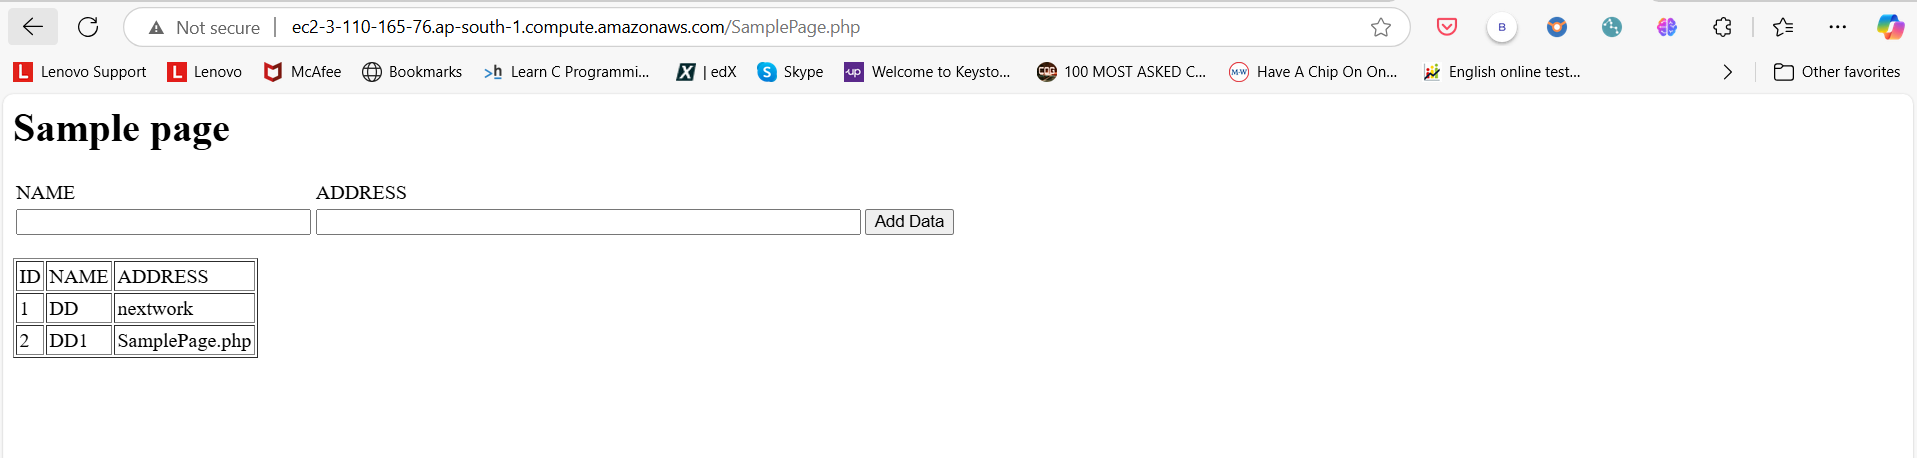 Not secure | ec2-3-110-165-76.ap-south-1.compute.amazonaws.com/SamplePage.php B
L Lenovo Support L Lenovo McAfee Bookmarks >h Learn C Programmi... X | edX S Skype up Welcome to Keysto... CDG 100 MOST ASKED C... M-W Have A Chip On On... English online test... Other favorites
Sample page
NAME ADDRESS
Add Data
ID NAME ADDRESS
1 DD nextwork
2 DD1 SamplePage.php